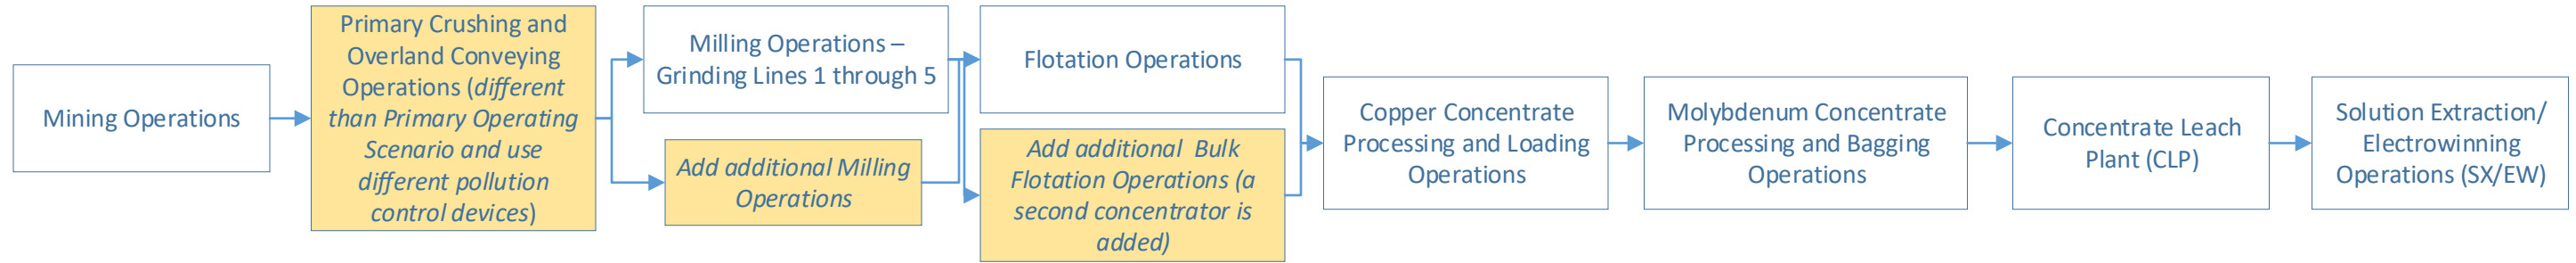 Mining Operations
Primary Crushing and
Overland Conveying
Operations (different
than Primary Operating
Scenario and use
different pollution
control devices)
Milling Operations –
Grinding Lines 1 through 5
Add additional Milling
Operations
Flotation Operations
Add additional  Bulk
Flotation Operations (a
second concentrator is
added)
Copper Concentrate
Processing and Loading
Operations
Molybdenum Concentrate
Processing and Bagging
Operations
Concentrate Leach
Plant (CLP)
Solution Extraction/
Electrowinning
Operations (SX/EW)